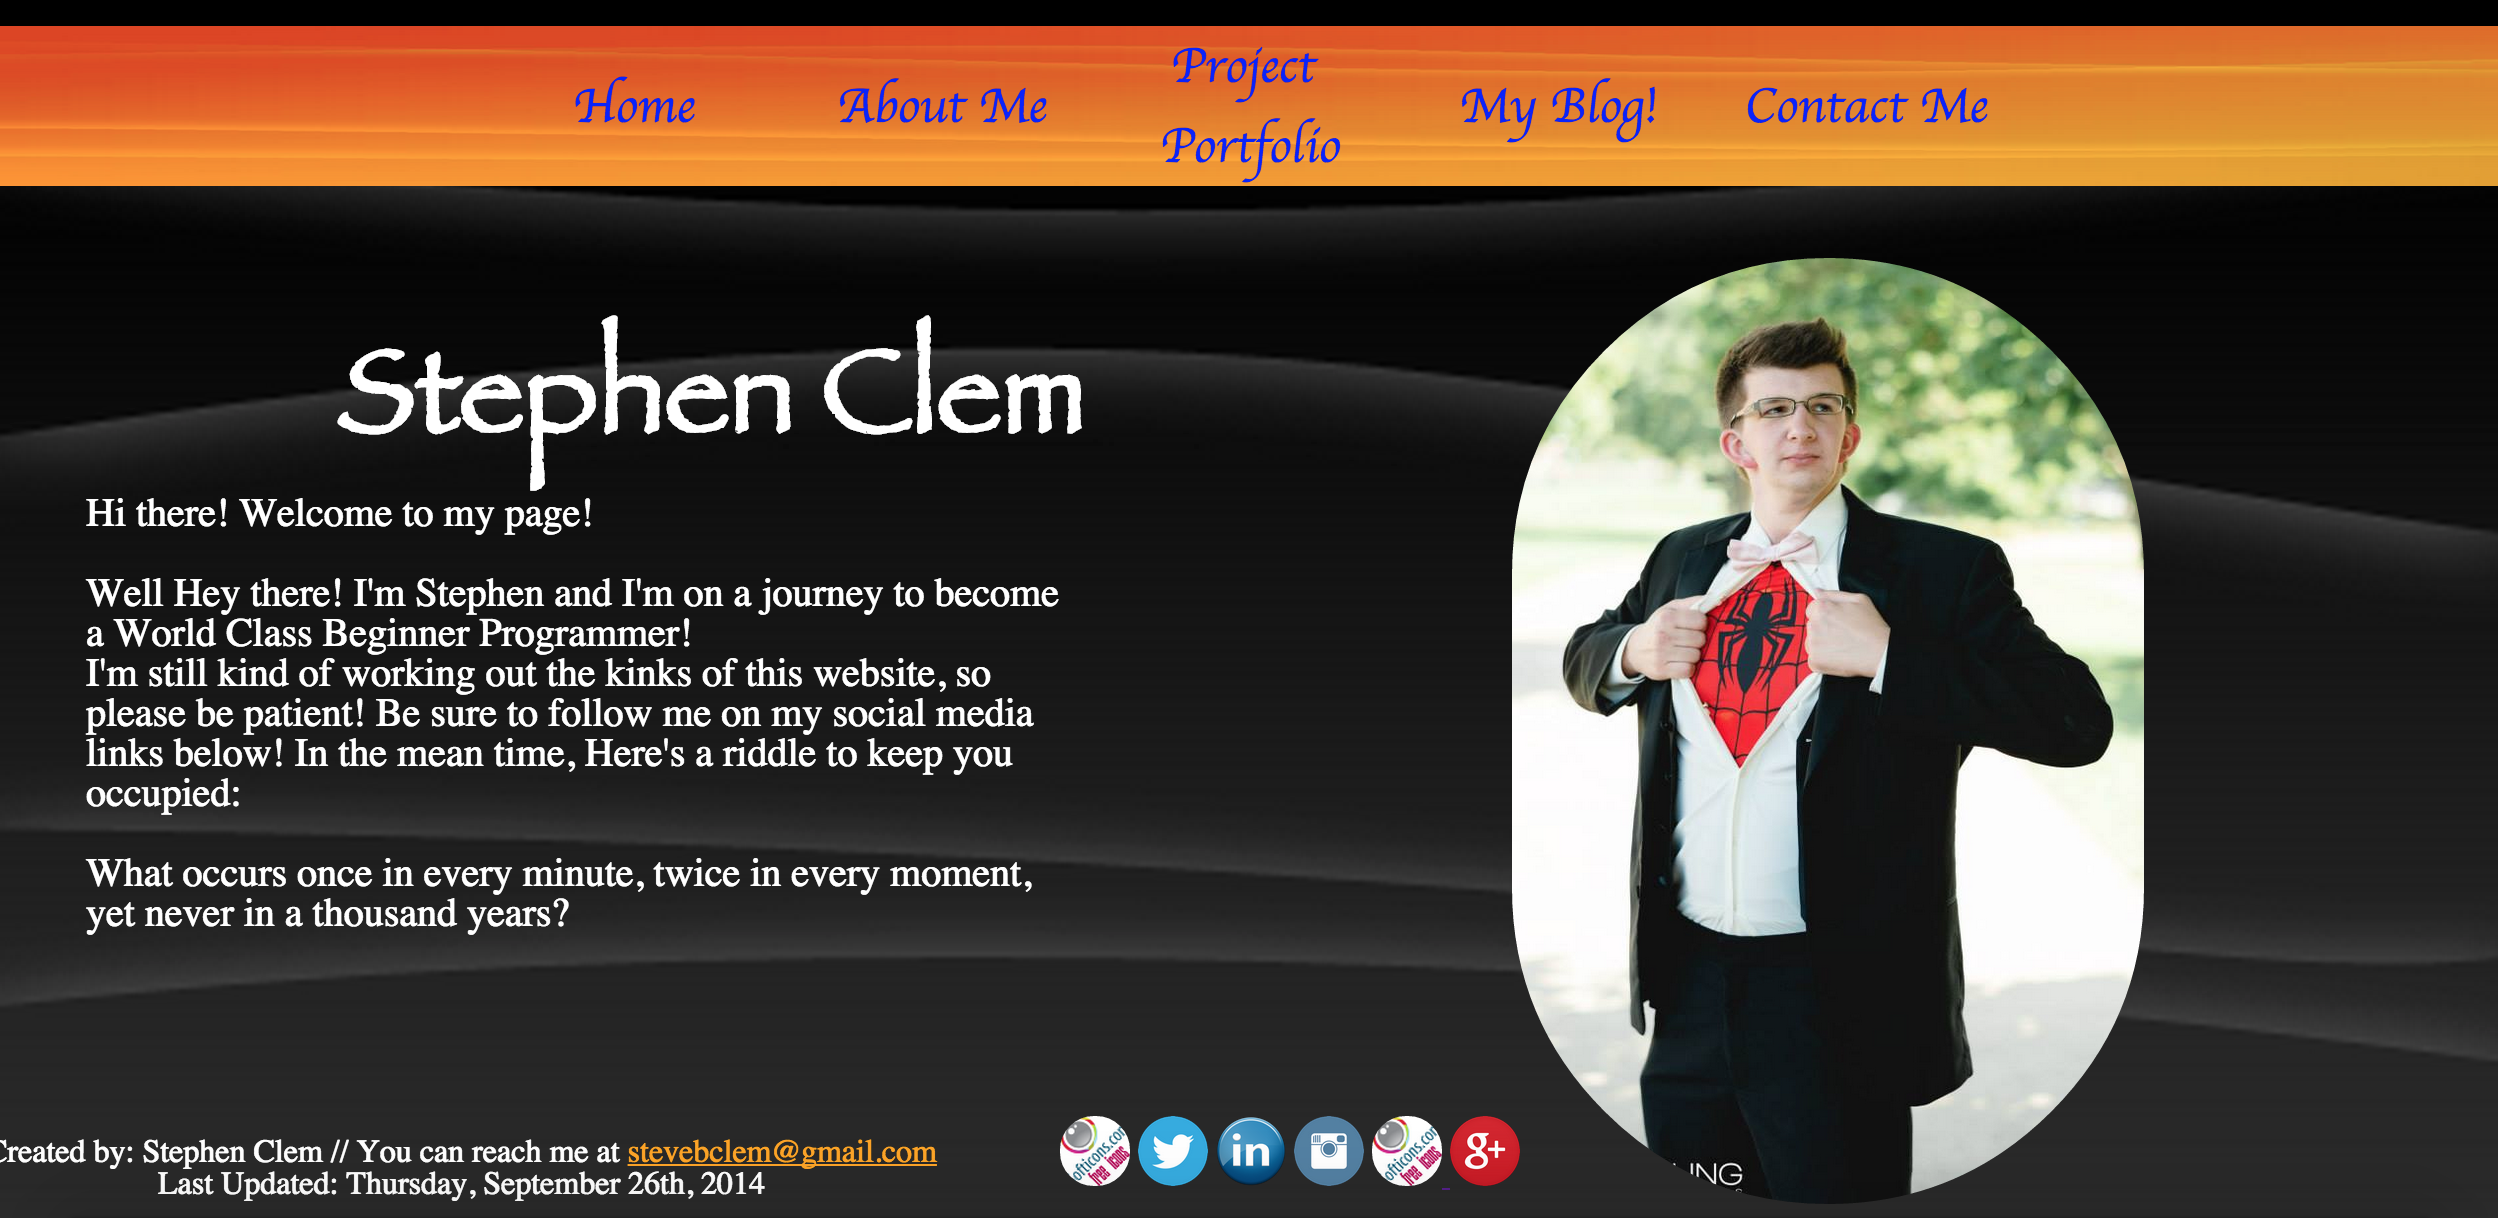 Home
About Me
Project
Portfolio
My Blog!
Contact Me
Stephen Clem
Hi there! Welcome to my page!
Well Hey there! I'm Stephen and I'm on a journey to become
a World Class Beginner Programmer!
I'm still kind of working out the kinks of this website, so
please be patient! Be sure to follow me on my social media
links below! In the mean time, Here's a riddle to keep you
occupied:
What occurs once in every minute, twice in every moment,
yet never in a thousand years?
Created by: Stephen Clem // You can reach me at stevebclem@gmail.com
Last Updated: Thursday, September 26th, 2014
ofticons.com
free icons
in
ofticons.com
free icons
g+
LING